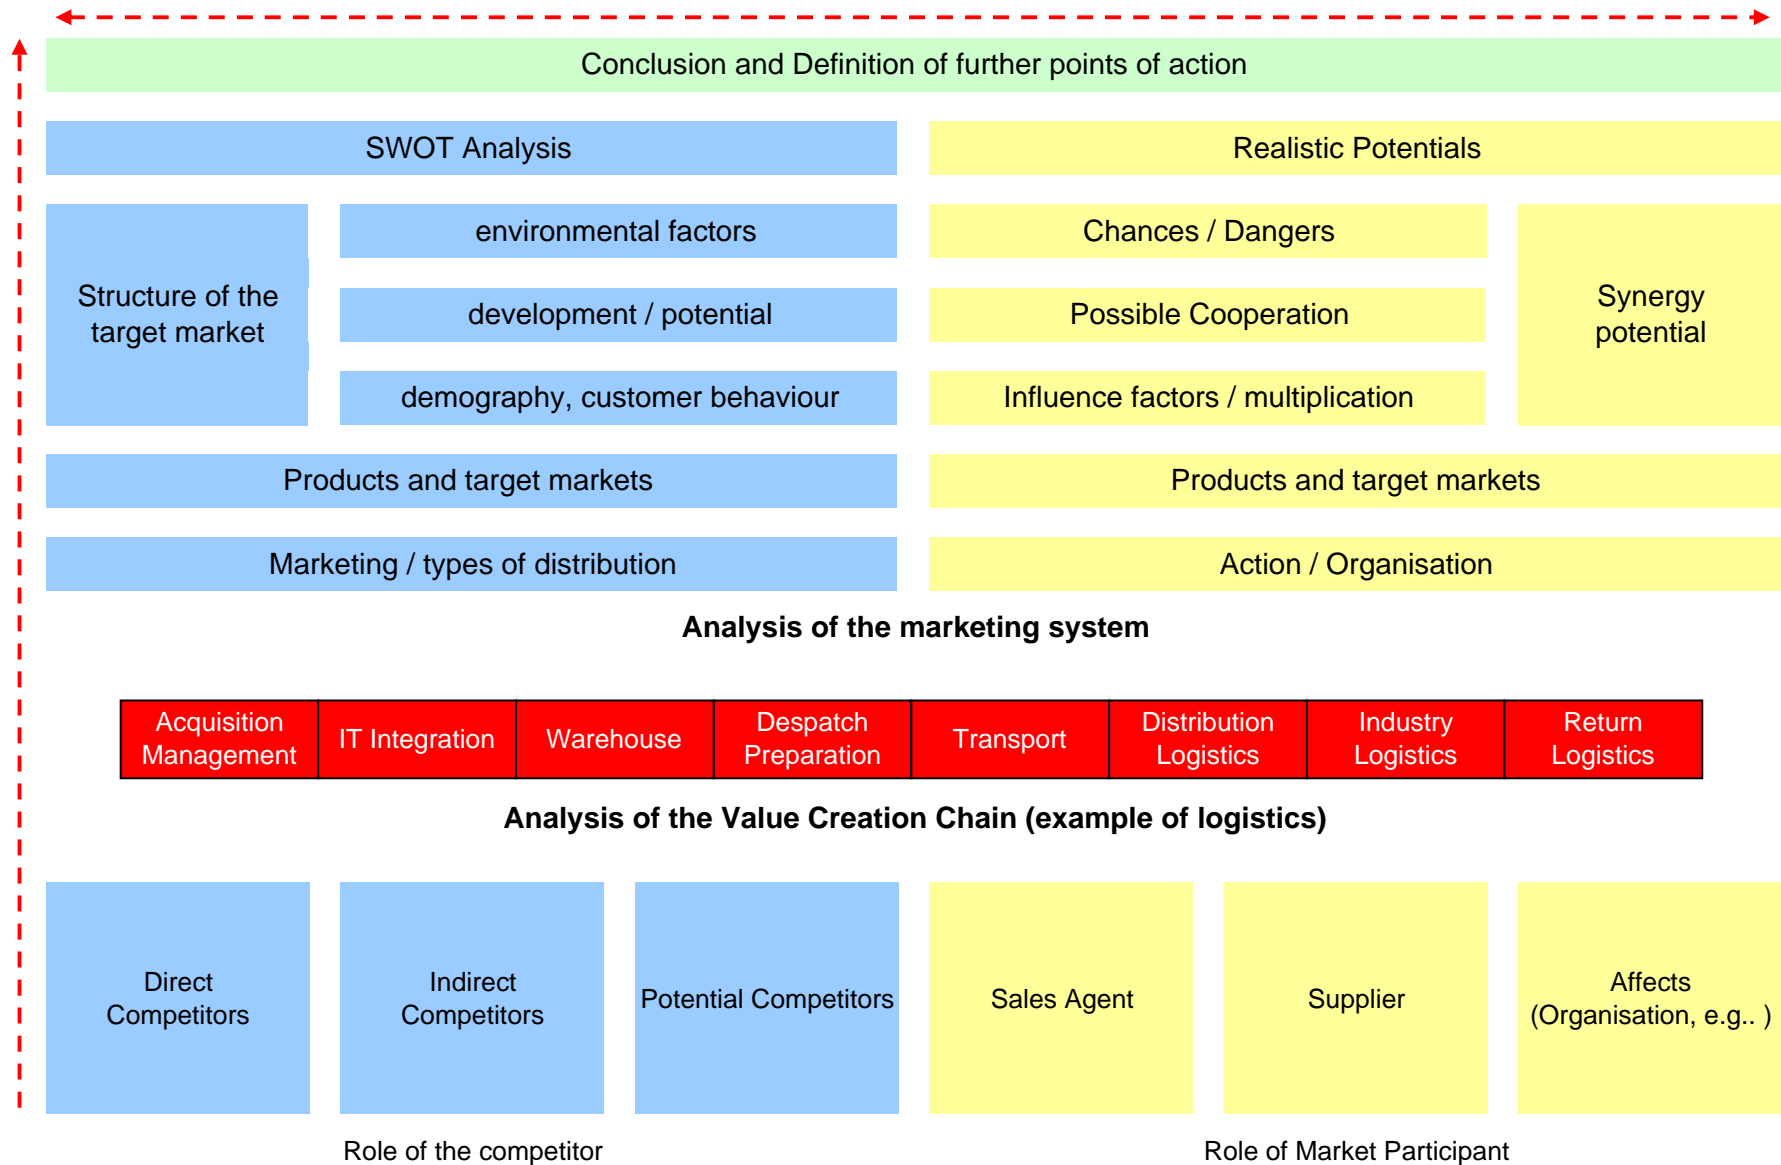 Conclusion and Definition of further points of action
SWOT Analysis
Realistic Potentials
Structure of the
target market
environmental factors
development / potential
demography, customer behaviour
Chances / Dangers
Possible Cooperation
Influence factors / multiplication
Synergy
potential
Products and target markets
Products and target markets
Marketing / types of distribution
Action / Organisation
Analysis of the marketing system
Acquisition
Management
IT Integration
Warehouse
Despatch
Preparation
Transport
Distribution
Logistics
Industry
Logistics
Return
Logistics
Analysis of the Value Creation Chain (example of logistics)
Direct
Competitors
Indirect
Competitors
Potential Competitors
Sales Agent
Supplier
Affects
(Organisation, e.g.. )
Role of the competitor
Role of Market Participant